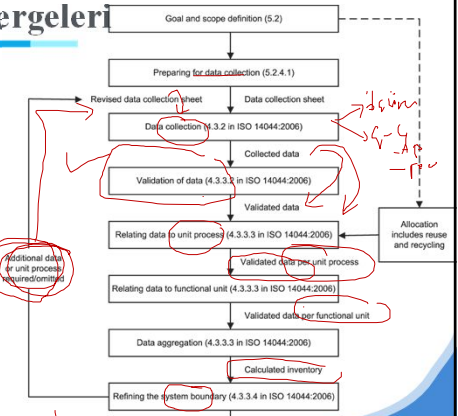 ergeleri
Goal and scope definition (5.2)
Preparing for data collection (5.2.4.1)
Revised data collection sheet
Data collection sheet
Data collection (4.3.2 in ISO 14044:2006)
Collected data
Validation of data (4.3.3.2 in ISO 14044:2006)
Validated data
Relating data to unit process (4.3.3.3 in ISO 14044:2006)
Allocation
includes reuse
and recycling
Validated data per unit process
Additional data
or unit process
required/omitted
Relating data to functional unit (4.3.3.3 in ISO 14044:2006)
Validated data per functional unit
Data aggregation (4.3.3.3 in ISO 14044:2006)
Calculated inventory
Refining the system boundary (4.3.3.4 in ISO 14044:2006)